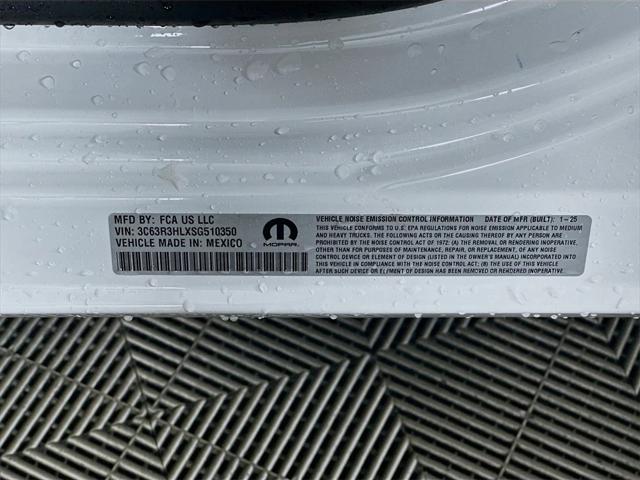 MFD BY: FCA US LLC
VIN: 3C63R3HLXSG510350
VEHICLE MADE IN: MEXICO
MOPAR
VEHICLE NOISE EMISSION CONTROL INFORMATION DATE OF MFR (BUILT): 1-25
THIS VEHICLE CONFORMS TO U.S. EPA REGULATIONS FOR NOISE EMISSION APPLICABLE TO MEDIUM
AND HEAVY TRUCKS. THE FOLLOWING ACTS OR THE CAUSING THEREOF BY ANY PERSON ARE
PROHIBITED BY THE NOISE CONTROL ACT OF 1972: (A) THE REMOVAL OR RENDERING INOPERATIVE,
OTHER THAN FOR PURPOSES OF MAINTENANCE, REPAIR, OR REPLACEMENT, OF ANY NOISE
CONTROL DEVICE OR ELEMENT OF DESIGN (LISTED IN THE OWNER'S MANUAL) INCORPORATED INTO
THIS VEHICLE IN COMPLIANCE WITH THE NOISE CONTROL ACT; (B) THE USE OF THIS VEHICLE
AFTER SUCH DEVICE OR ELEMENT OF DESIGN HAS BEEN REMOVED OR RENDERED INOPERATIVE.